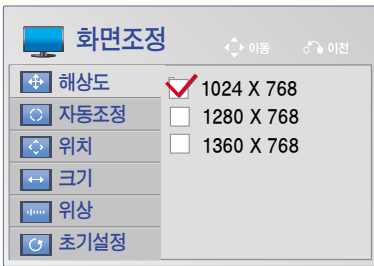 화면조정
이동 이전
해상도
자동조정
위치
크기
위상
초기설정
1024 X 768
1280 X 768
1360 X 768